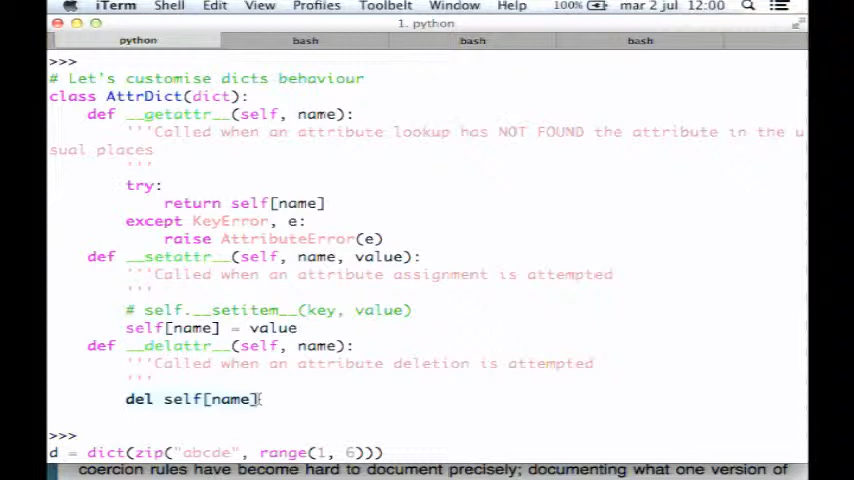 iTerm Shell Edit View Profiles Toolbelt Window Help 100% mar 2 jul 12:00
1. python
python bash bash bash
>>>
# Let's customise dicts behaviour
class AttrDict(dict):
def __getattr__(self, name):
'''Called when an attribute lookup has NOT FOUND the attribute in the u
sual places
'''
try:
return self[name]
except KeyError, e:
raise AttributeError(e)
def __setattr__(self, name, value):
'''Called when an attribute assignment is attempted
'''
# self.__setitem__(key, value)
self[name] = value
def __delattr__(self, name):
'''Called when an attribute deletion is attempted
'''
del self[name]
>>>
d = dict(zip("abcde", range(1, 6)))
coercion rules have become hard to document precisely; documenting what one version of